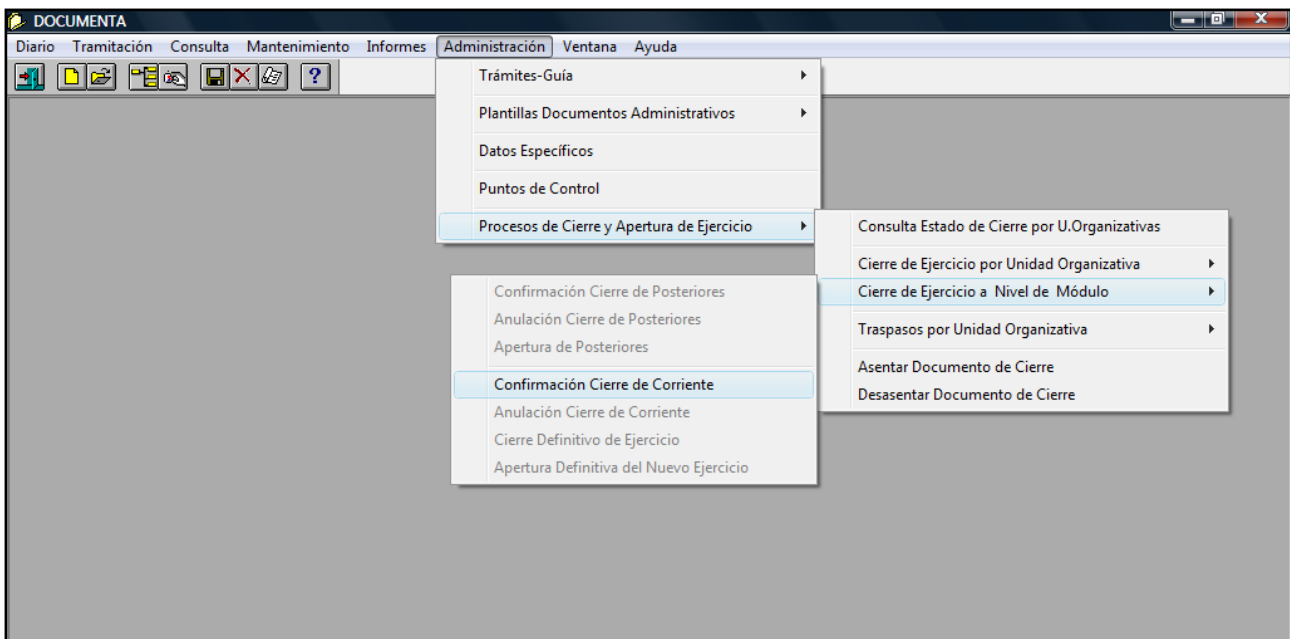 DOCUMENTA
Diario Tramitación Consulta Mantenimiento Informes Administración Ventana Ayuda
?
Trámites-Guía
Plantillas Documentos Administrativos
Datos Específicos
Puntos de Control
Procesos de Cierre y Apertura de Ejercicio
Consulta Estado de Cierre por U.Organizativas
Cierre de Ejercicio por Unidad Organizativa
Cierre de Ejercicio a Nivel de Módulo
Traspasos por Unidad Organizativa
Asentar Documento de Cierre
Desasentar Documento de Cierre
Confirmación Cierre de Posteriores
Anulación Cierre de Posteriores
Apertura de Posteriores
Confirmación Cierre de Corriente
Anulación Cierre de Corriente
Cierre Definitivo de Ejercicio
Apertura Definitiva del Nuevo Ejercicio